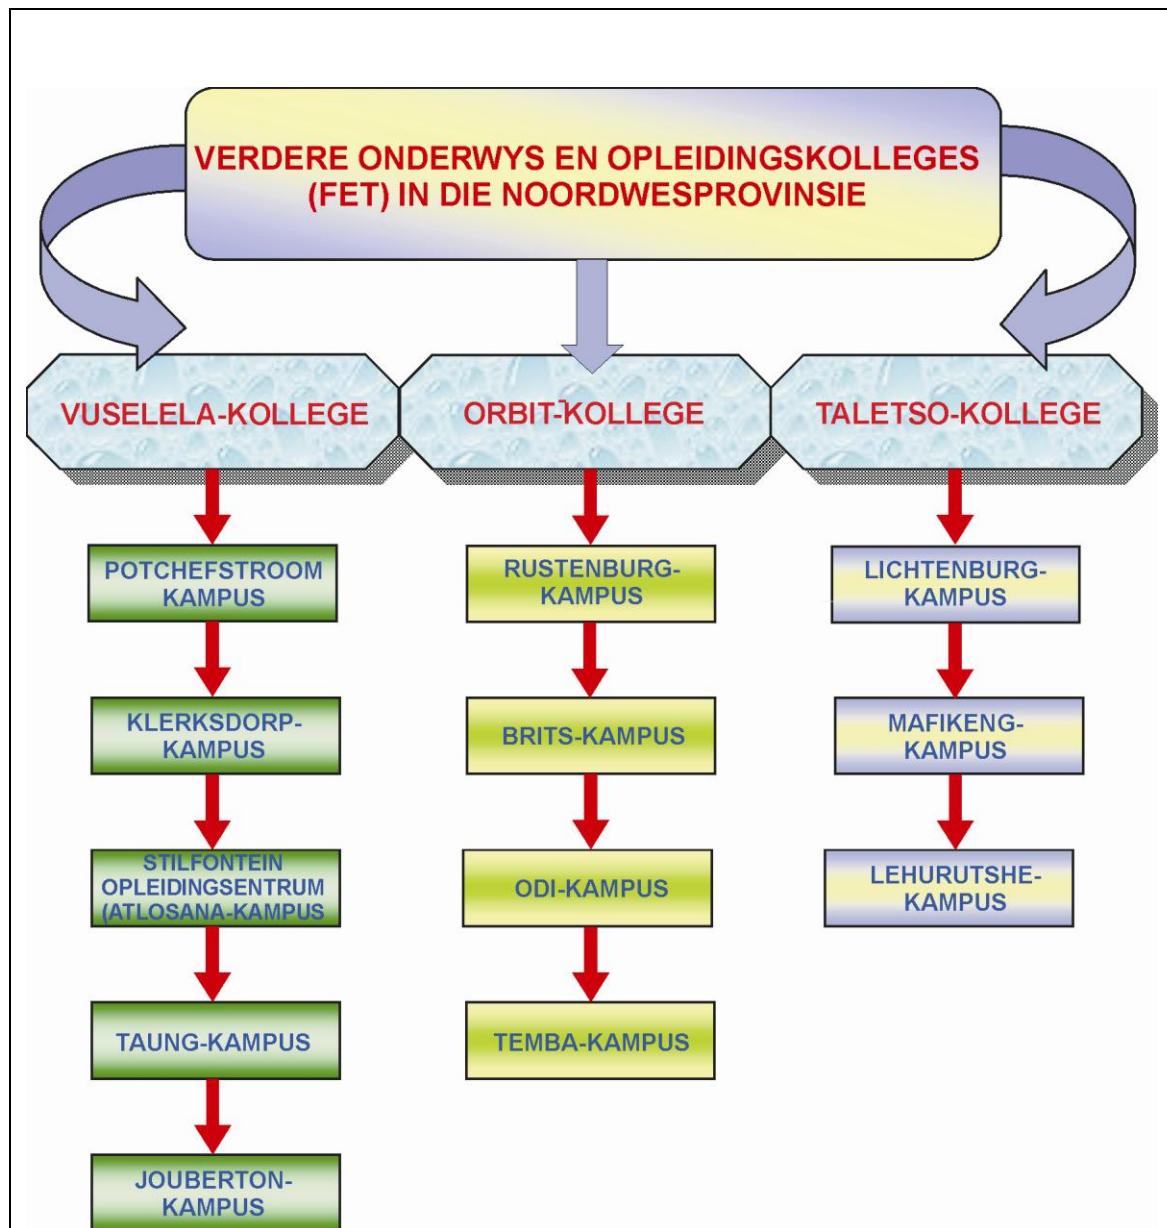 VERDERE ONDERWYS EN OPLEIDINGSKOLLEGES
(FET) IN DIE NOORDWESPROVINSIE
VUSELELA-KOLLEGE
ORBIT-KOLLEGE
TALETSO-KOLLEGE
POTCHEFSTROOM
KAMPUS
KLERKSDORP-
KAMPUS
STILFONTEIN
OPLEIDINGSENTRUM
(ATLOSANA-KAMPUS
TAUNG-KAMPUS
JOUBERTON-
KAMPUS
RUSTENBURG-
KAMPUS
BRITS-KAMPUS
ODI-KAMPUS
TEMBA-KAMPUS
LICHTENBURG-
KAMPUS
MAFIKENG-
KAMPUS
LEHURUTSHE-
KAMPUS